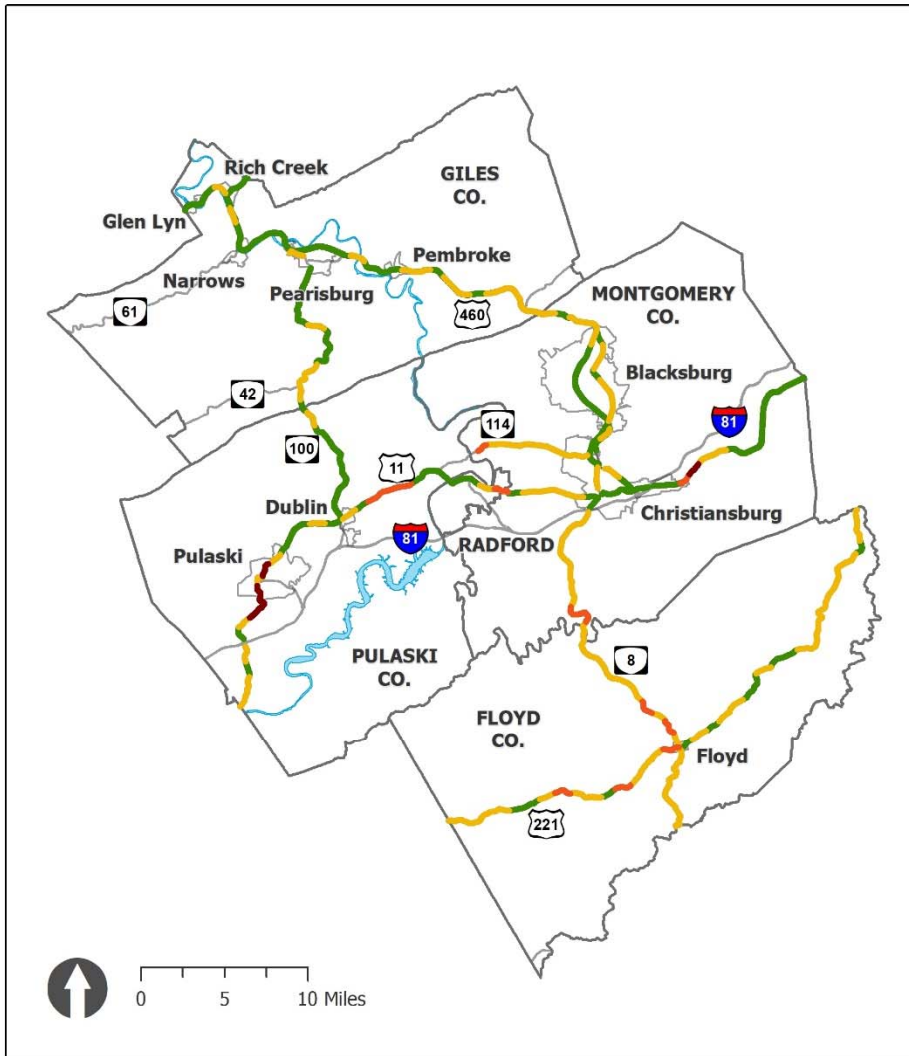 Rich Creek
GILES
CO.
Glen Lyn
Pembroke
Narrows
Pearisburg
61
460
MONTGOMERY
CO.
Blacksburg
42
114
81
100
11
Dublin
Christiansburg
81
RADFORD
Pulaski
PULASKI
CO.
8
FLOYD
CO.
Floyd
221
0 5 10 Miles